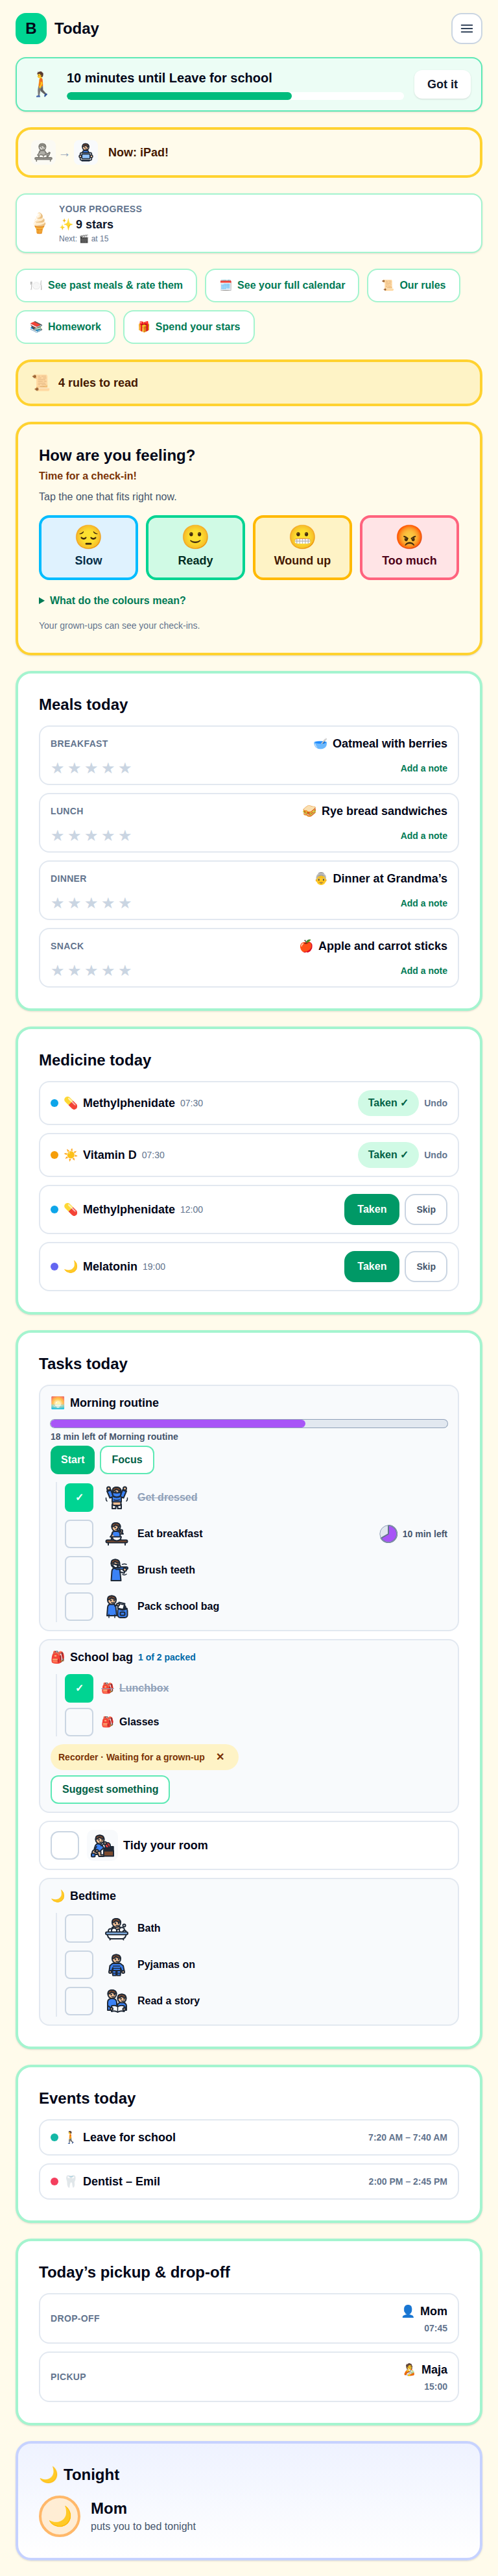 B Today
10 minutes until Leave for school
Got it
→ Now: iPad!
YOUR PROGRESS
✨ 9 stars
Next: 🎬 at 15
🍽️ See past meals & rate them
🗓️ See your full calendar
📜 Our rules
📚 Homework
🎁 Spend your stars
📜 4 rules to read
How are you feeling?
Time for a check-in!
Tap the one that fits right now.
Slow
Ready
Wound up
Too much
▶ What do the colours mean?
Your grown-ups can see your check-ins.
Meals today
BREAKFAST
🥣 Oatmeal with berries
★★★★★
Add a note
LUNCH
🥪 Rye bread sandwiches
★★★★★
Add a note
DINNER
👵 Dinner at Grandma’s
★★★★★
Add a note
SNACK
🍎 Apple and carrot sticks
★★★★★
Add a note
Medicine today
💊 Methylphenidate 07:30
Taken ✓ Undo
☀️ Vitamin D 07:30
Taken ✓ Undo
💊 Methylphenidate 12:00
Taken Skip
🌙 Melatonin 19:00
Taken Skip
Tasks today
🌅 Morning routine
18 min left of Morning routine
Start Focus
✓ Get dressed
Eat breakfast
10 min left
Brush teeth
Pack school bag
🎒 School bag 1 of 2 packed
✓ 🎒 Lunchbox
🎒 Glasses
Recorder · Waiting for a grown-up ✕
Suggest something
Tidy your room
🌙 Bedtime
Bath
Pyjamas on
Read a story
Events today
🚶 Leave for school
7:20 AM – 7:40 AM
🦷 Dentist – Emil
2:00 PM – 2:45 PM
Today’s pickup & drop-off
DROP-OFF
👤 Mom
07:45
PICKUP
Maja
15:00
🌙 Tonight
Mom
puts you to bed tonight